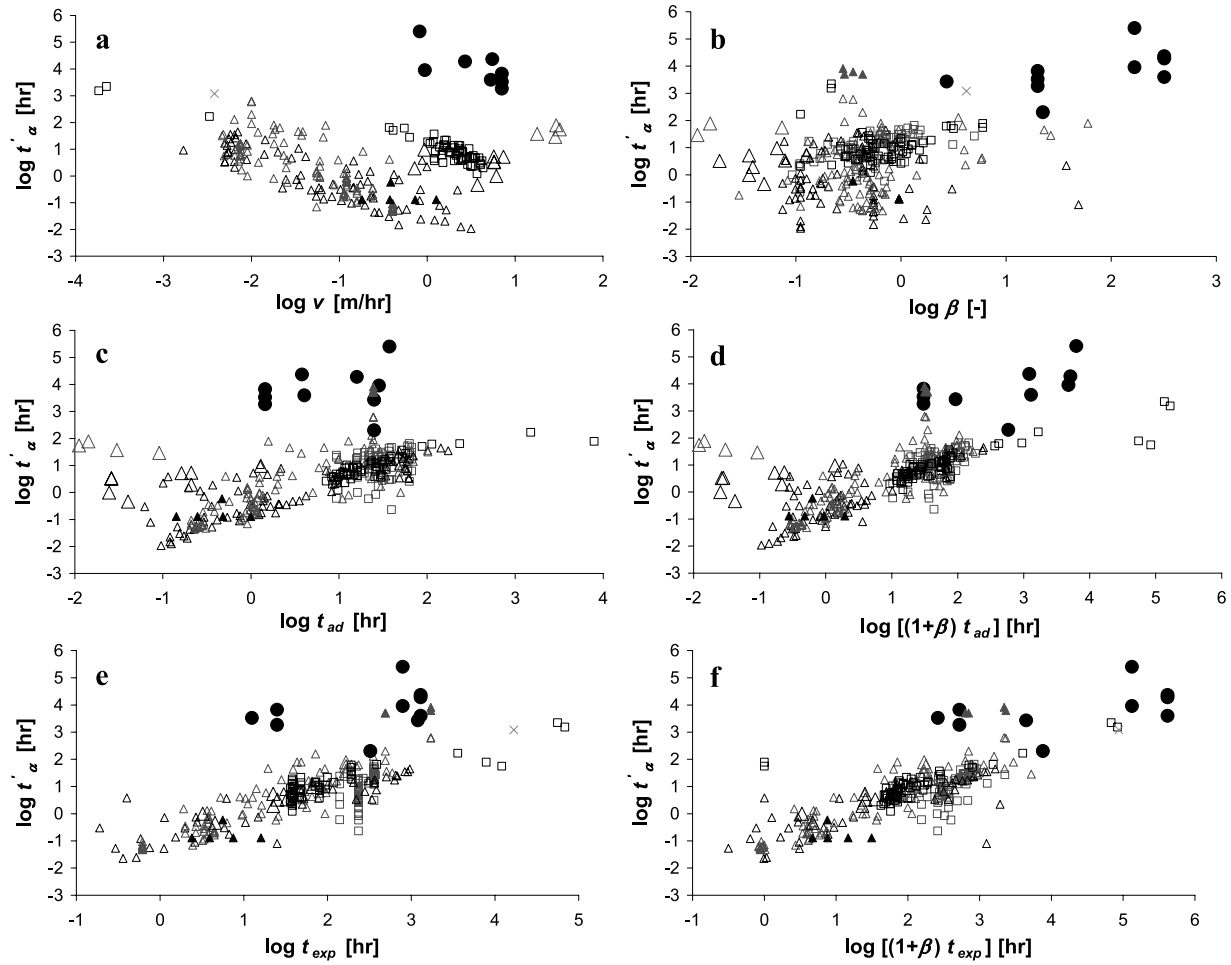 a
6
5
4
3
2
1
0
-1
-2
-3
-4 -3 -2 -1 0 1 2
log t'α [hr]
log v [m/hr]
b
6
5
4
3
2
1
0
-1
-2
-3
-2 -1 0 1 2 3
log t'α [hr]
log β [-]
c
6
5
4
3
2
1
0
-1
-2
-3
-2 -1 0 1 2 3 4
log t'α [hr]
log tad [hr]
d
6
5
4
3
2
1
0
-1
-2
-3
-2 -1 0 1 2 3 4 5 6
log t'α [hr]
log [(1+β) tad] [hr]
e
6
5
4
3
2
1
0
-1
-2
-3
-1 0 1 2 3 4 5
log t'α [hr]
log texp [hr]
f
6
5
4
3
2
1
0
-1
-2
-3
-1 0 1 2 3 4 5 6
log t'α [hr]
log [(1+β) texp] [hr]